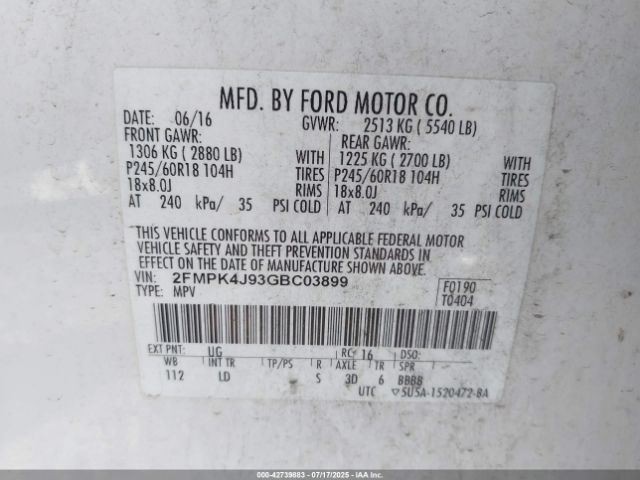 MFD. BY FORD MOTOR CO.
DATE: 06/16 GVWR: 2513 KG ( 5540 LB)
FRONT GAWR: REAR GAWR:
1306 KG ( 2880 LB) WITH 1225 KG ( 2700 LB) WITH
P245/60R18 104H TIRES P245/60R18 104H TIRES
18x8.0J RIMS 18x8.0J RIMS
AT 240 kPa/ 35 PSI COLD AT 240 kPa/ 35 PSI COLD
THIS VEHICLE CONFORMS TO ALL APPLICABLE FEDERAL MOTOR
VEHICLE SAFETY AND THEFT PREVENTION STANDARDS IN
EFFECT ON THE DATE OF MANUFACTURE SHOWN ABOVE.
VIN: 2FMPK4J93GBC03899 F0190
TYPE: MPV T0404
EXT PNT: UG RC: 16 DSO:
WB INT TR TP/PS R AXLE TR SPR
112 LD S 3D 6 BBBB
UTC ▽5U5A-1520472-BA
000-42739883 - 07/17/2025 - IAAI.COM